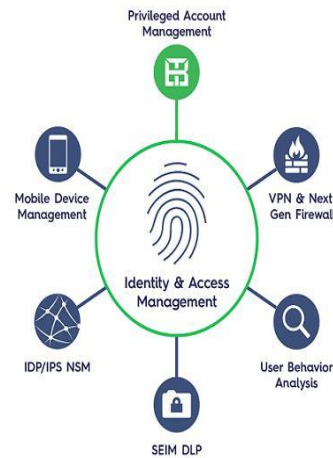 Privileged Account
Management
Mobile Device
Management
VPN & Next
Gen Firewall
Identity & Access
Management
IDP/IPS NSM
User Behavior
Analysis
SEIM DLP